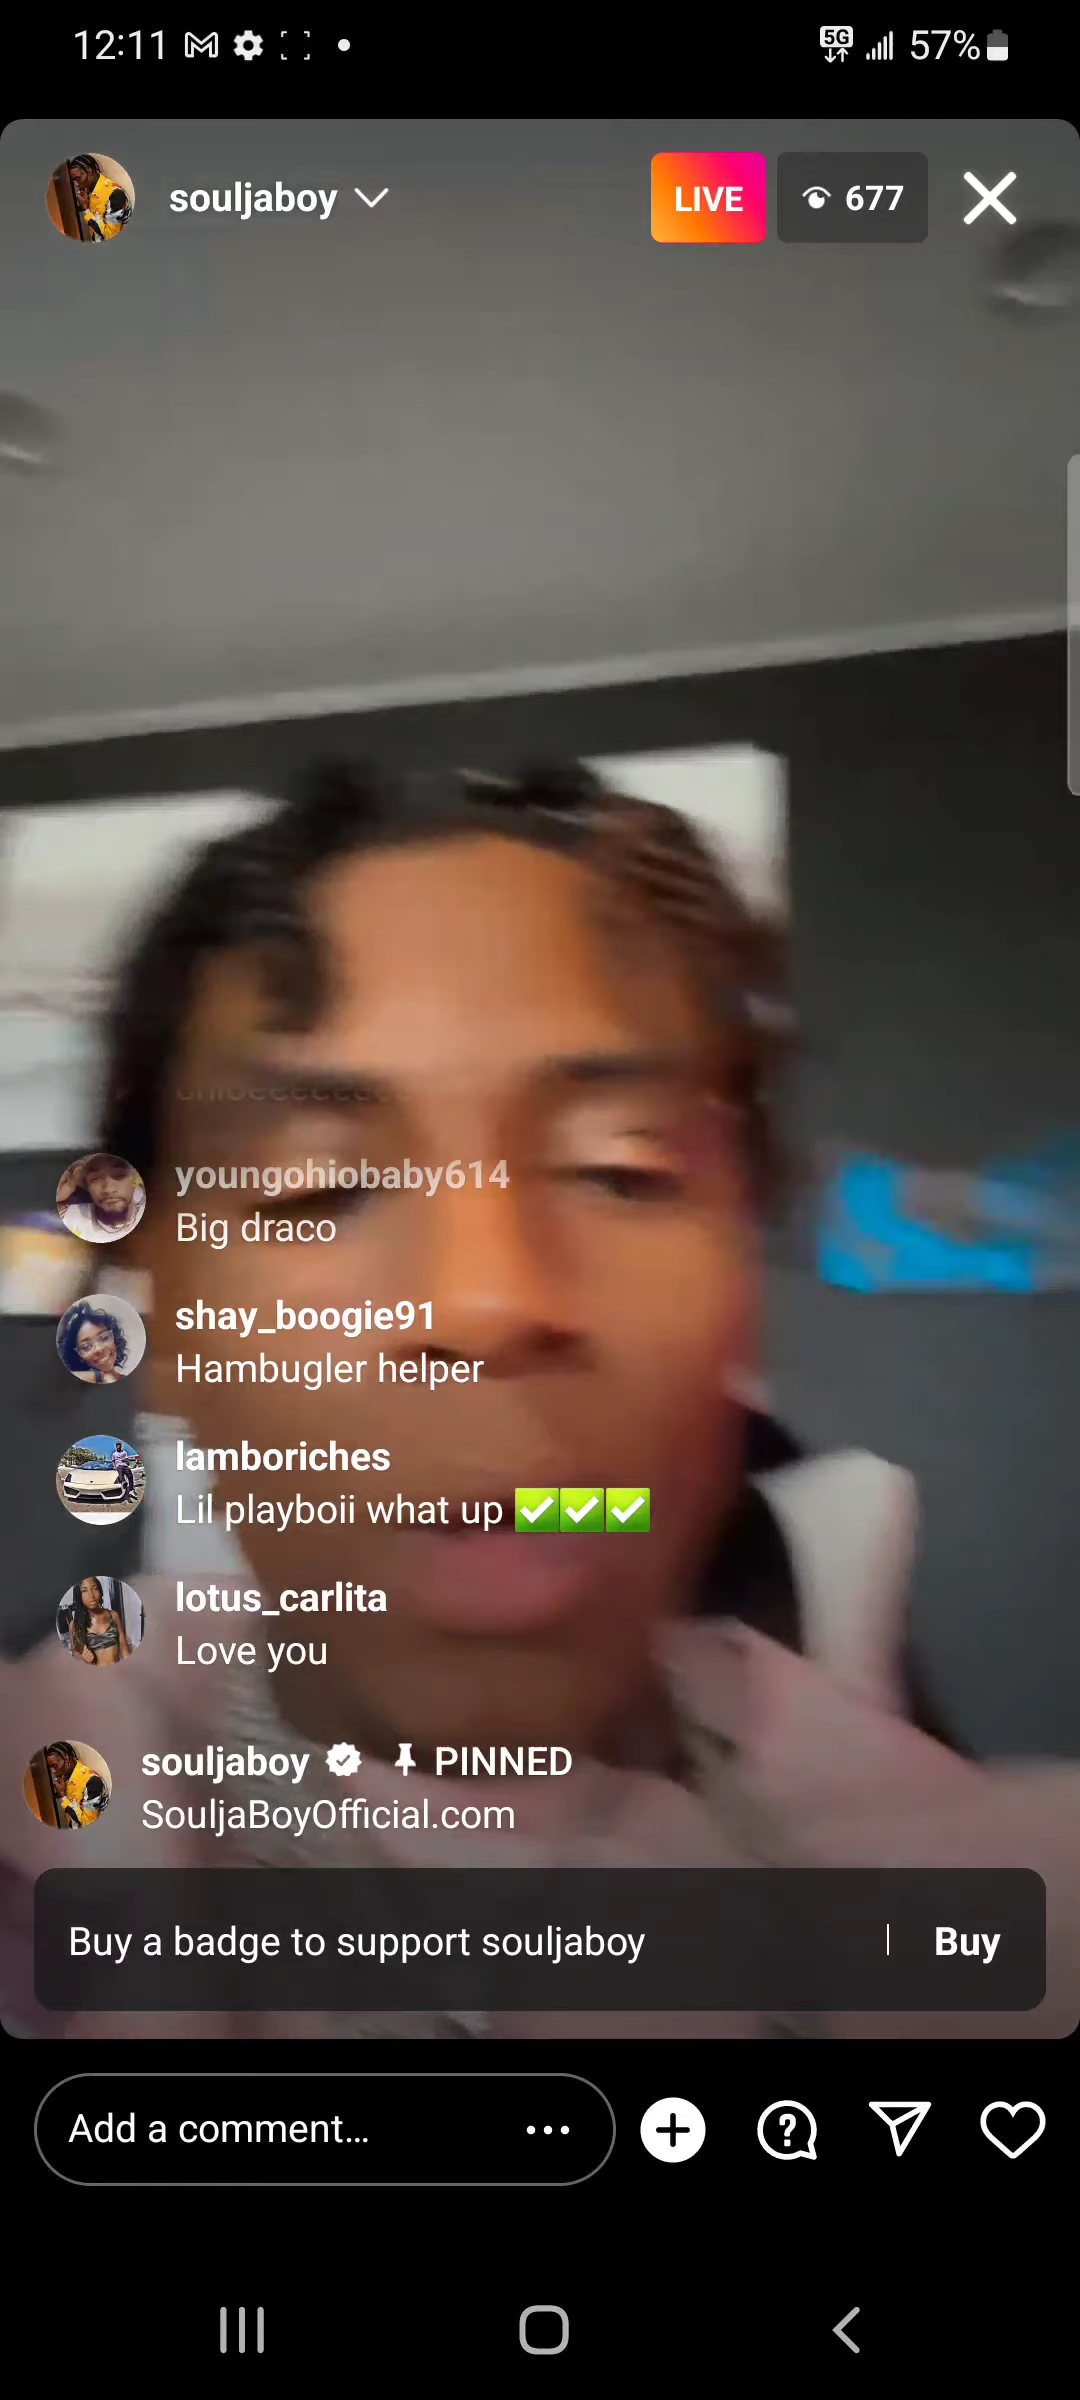 12:11
5G
57%
souljaboy
LIVE
677
youngohiobaby614
Big draco
shay_boogie91
Hambugler helper
lamboriches
Lil playboii what up ✅✅✅
lotus_carlita
Love you
souljaboy PINNED
SouljaBoyOfficial.com
Buy a badge to support souljaboy | Buy
Add a comment...